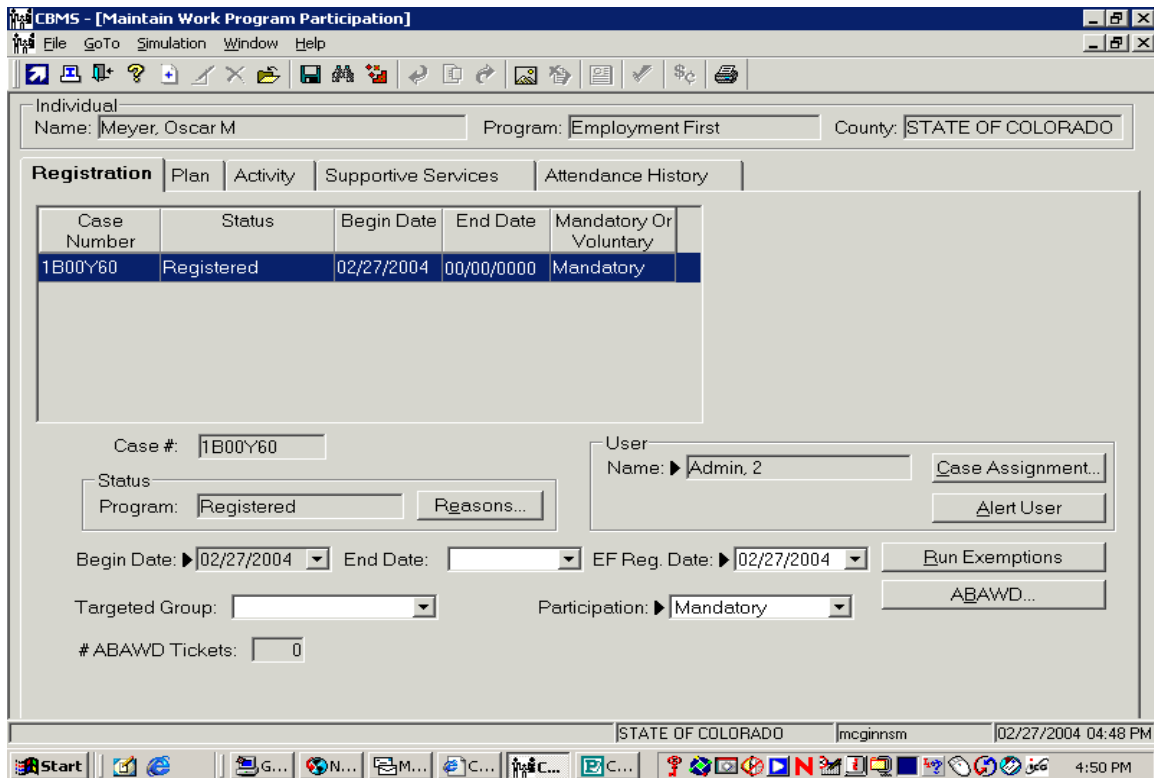 CBMS - [Maintain Work Program Participation]
File GoTo Simulation Window Help
Individual
Name: Meyer, Oscar M Program: Employment First County: STATE OF COLORADO
Registration Plan Activity Supportive Services Attendance History
Case Number Status Begin Date End Date Mandatory Or Voluntary
1B00Y60 Registered 02/27/2004 00/00/0000 Mandatory
Case #: 1B00Y60
User
Name: Admin, 2 Case Assignment...
Status
Program: Registered Reasons...
Alert User
Begin Date: 02/27/2004 End Date: EF Reg. Date: 02/27/2004 Run Exemptions
Targeted Group: Participation: Mandatory ABAWD...
# ABAWD Tickets: 0
STATE OF COLORADO mcginnsm 02/27/2004 04:48 PM
Start G... N... M... C... C... C... 4:50 PM